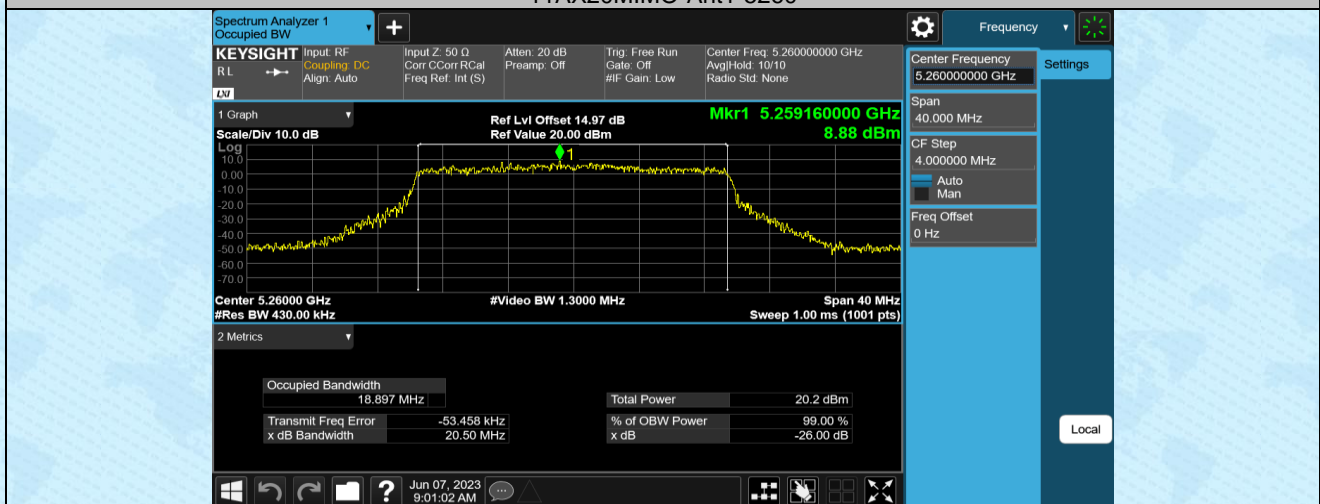 11AX20MIMO-Ant1-5260
Spectrum Analyzer 1
Occupied BW
+
Frequency
KEYSIGHT
RL
LXI
Input: RF
Coupling: DC
Align: Auto
Input Z: 50 Ω
Corr CCorr RCal
Freq Ref: Int (S)
Atten: 20 dB
Preamp: Off
Trig: Free Run
Gate: Off
#IF Gain: Low
Center Freq: 5.260000000 GHz
Avg|Hold: 10/10
Radio Std: None
Center Frequency
5.260000000 GHz
Settings
Span
40.000 MHz
CF Step
4.000000 MHz
Auto
Man
Freq Offset
0 Hz
1 Graph
Scale/Div 10.0 dB
Ref Lvl Offset 14.97 dB
Ref Value 20.00 dBm
Mkr1 5.259160000 GHz
8.88 dBm
Log
10.0
0.00
-10.0
-20.0
-30.0
-40.0
-50.0
-60.0
-70.0
1
Center 5.26000 GHz
#Res BW 430.00 kHz
#Video BW 1.3000 MHz
Span 40 MHz
Sweep 1.00 ms (1001 pts)
2 Metrics
Occupied Bandwidth
18.897 MHz
Transmit Freq Error -53.458 kHz
x dB Bandwidth 20.50 MHz
Total Power 20.2 dBm
% of OBW Power 99.00 %
x dB -26.00 dB
Local
?
Jun 07, 2023
9:01:02 AM